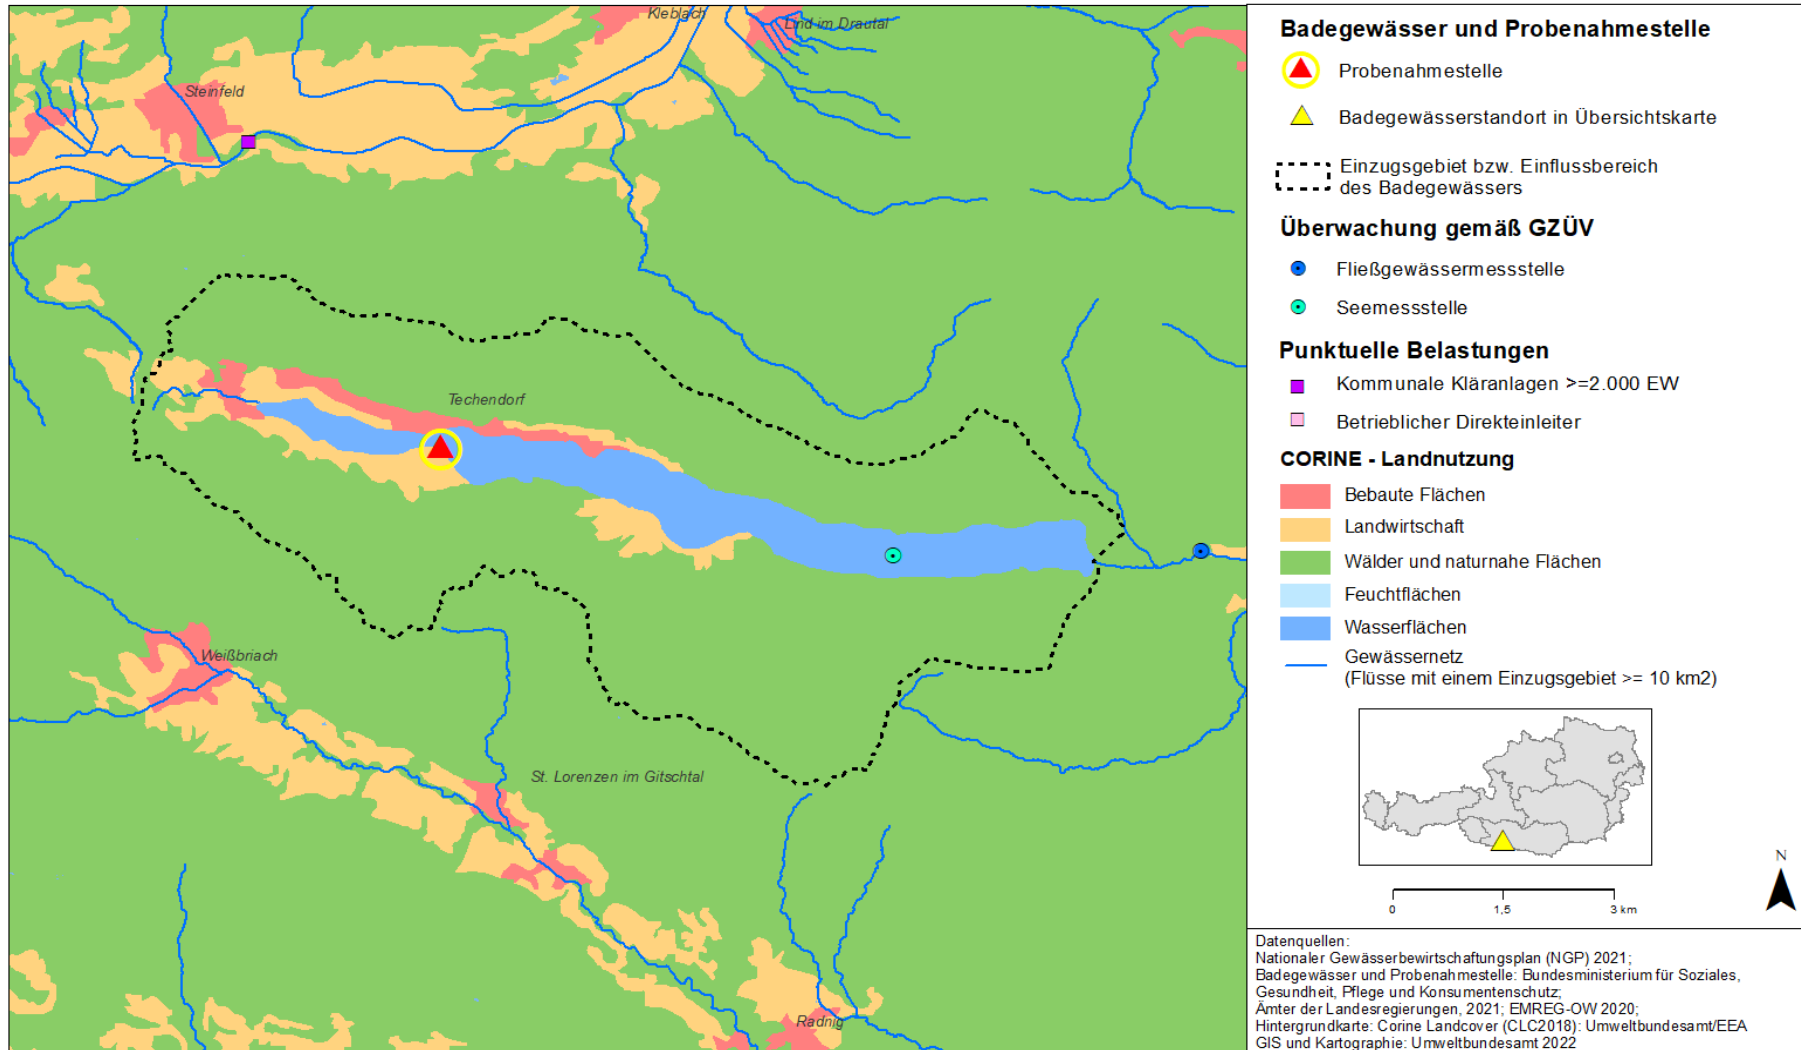 Kleblach
Lind im Drautal
Steinfeld
Techendorf
Weißbriach
St. Lorenzen im Gitschtal
Radnig
Badegewässer und Probenahmestelle
Probenahmestelle
Badegewässerstandort in Übersichtskarte
Einzugsgebiet bzw. Einflussbereich
des Badegewässers
Überwachung gemäß GZÜV
Fließgewässermessstelle
Seemessstelle
Punktuelle Belastungen
Kommunale Kläranlagen >=2.000 EW
Betrieblicher Direkteinleiter
CORINE - Landnutzung
Bebaute Flächen
Landwirtschaft
Wälder und naturnahe Flächen
Feuchtflächen
Wasserflächen
Gewässernetz
(Flüsse mit einem Einzugsgebiet >= 10 km2)
N
0 1,5 3 km
Datenquellen:
Nationaler Gewässerbewirtschaftungsplan (NGP) 2021;
Badegewässer und Probenahmestelle: Bundesministerium für Soziales,
Gesundheit, Pflege und Konsumentenschutz;
Ämter der Landesregierungen, 2021; EMREG-OW 2020;
Hintergrundkarte: Corine Landcover (CLC2018): Umweltbundesamt/EEA
GIS und Kartographie: Umweltbundesamt 2022